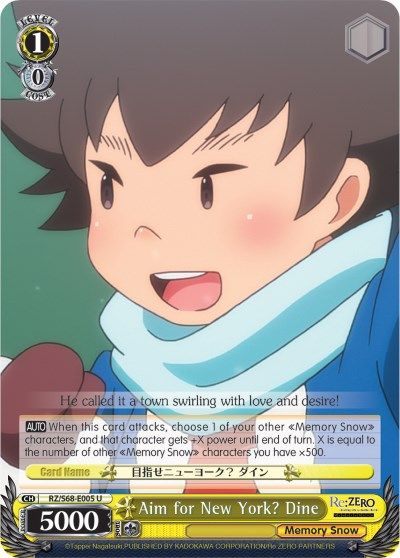 LEVEL
1
0
COST
He called it a town swirling with love and desire!
AUTO When this card attacks, choose 1 of your other ≪Memory Snow≫
characters, and that character gets +X power until end of turn. X is equal to
the number of other ≪Memory Snow≫ characters you have ×500.
Card Name 目指せニューヨーク？ ダイン
CH RZ/S68-E005 U
Aim for New York? Dine
Re:ZERO
5000
POWER
SOUL
Memory Snow
©Tappei Nagatsuki,PUBLISHED BY KADOKAWA CORPORATION/Re:ZERO PARTNERS